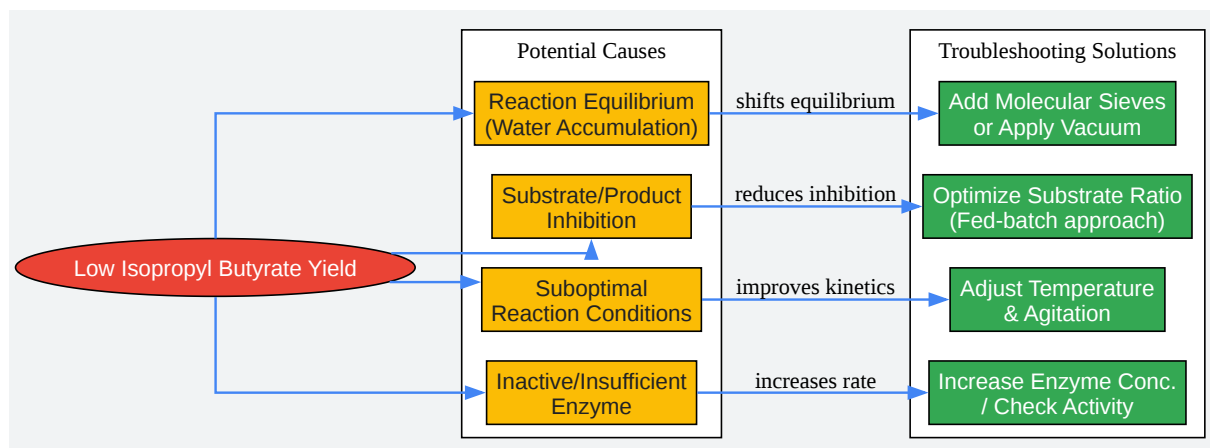 Potential Causes
Troubleshooting Solutions
Reaction Equilibrium
(Water Accumulation)
shifts equilibrium
Add Molecular Sieves
or Apply Vacuum
Substrate/Product
Inhibition
reduces inhibition
Optimize Substrate Ratio
(Fed-batch approach)
Low Isopropyl Butyrate Yield
Suboptimal
Reaction Conditions
improves kinetics
Adjust Temperature
& Agitation
Inactive/Insufficient
Enzyme
increases rate
Increase Enzyme Conc.
/ Check Activity